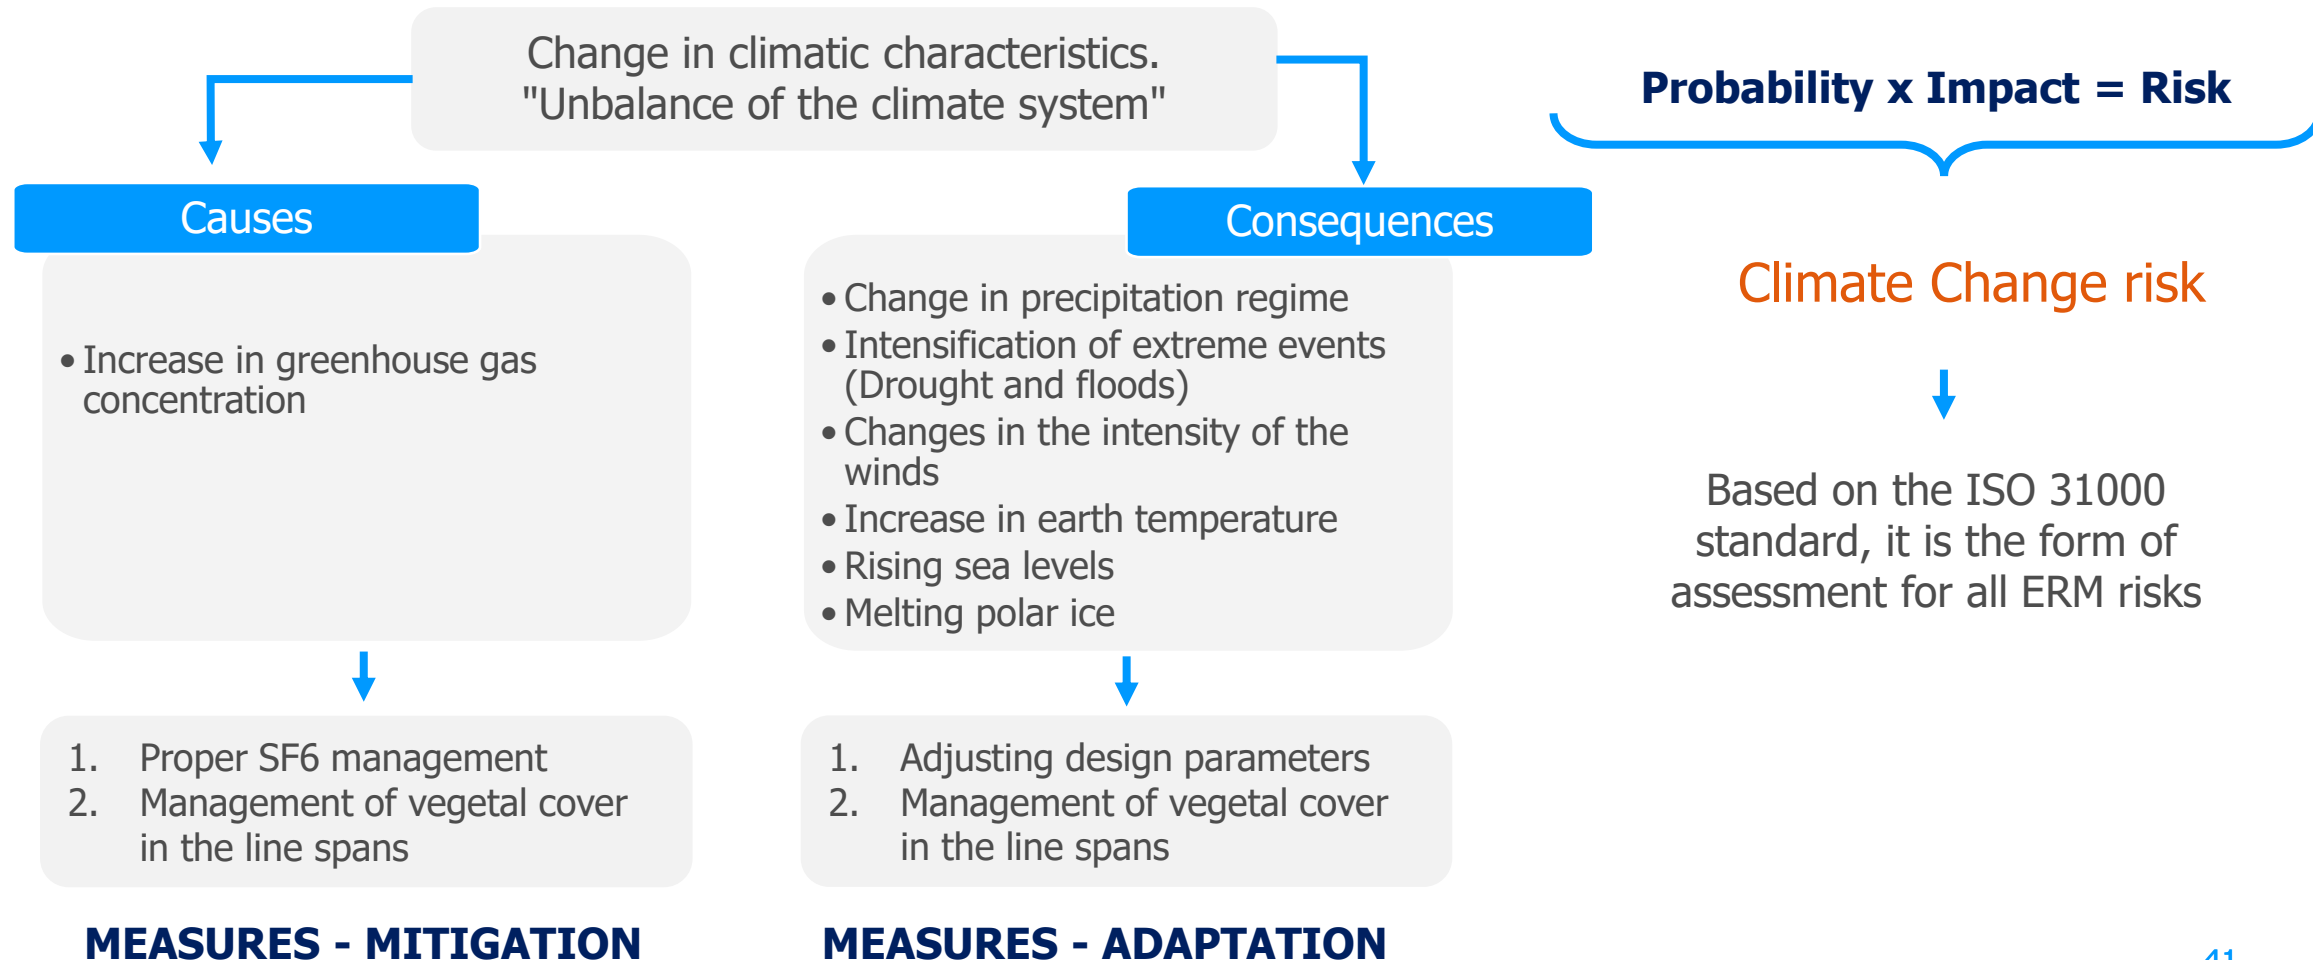 Change in climatic characteristics.
"Unbalance of the climate system"
Causes
• Increase in greenhouse gas
concentration
1. Proper SF6 management
2. Management of vegetal cover
in the line spans
MEASURES - MITIGATION
Consequences
• Change in precipitation regime
• Intensification of extreme events
(Drought and floods)
• Changes in the intensity of the
winds
• Increase in earth temperature
• Rising sea levels
• Melting polar ice
1. Adjusting design parameters
2. Management of vegetal cover
in the line spans
MEASURES - ADAPTATION
Probability x Impact = Risk
Climate Change risk
Based on the ISO 31000
standard, it is the form of
assessment for all ERM risks
41